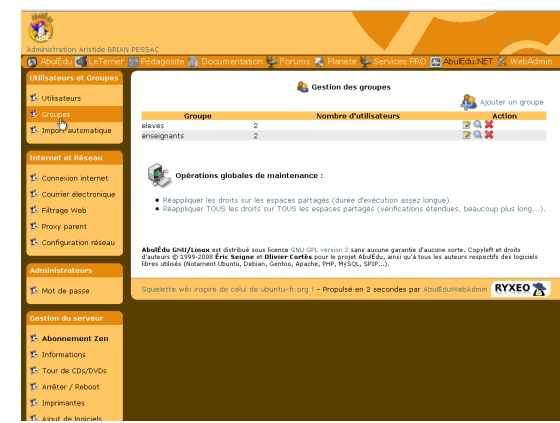 AbulÉdu
Administration Aristide BRIAN PESSAC
AbulÉdu LeTerrier Pédagosite Documentation Forums Planète Services PRO AbulEdu.NET WebAdmin
Utilisateurs et Groupes
Utilisateurs
Groupes
Import automatique
Internet et Réseau
Connexion internet
Courrier électronique
Filtrage Web
Proxy parent
Configuration réseau
Administrateurs
Mot de passe
Gestion du serveur
Abonnement Zen
Informations
Tour de CDs/DVDs
Arrêter / Reboot
Imprimantes
Ajout de logiciels
Gestion des groupes
Ajouter un groupe
Groupe Nombre d'utilisateurs Action
eleves 2
enseignants 2
Opérations globales de maintenance :
Réappliquer les droits sur les espaces partagés (durée d'exécution assez longue).
Réappliquer TOUS les droits sur TOUS les espaces partagés (vérifications étendues, beaucoup plus long...).
AbulÉdu GNU/Linux est distribué sous licence GNU GPL version 2 sans aucune garantie d'aucune sorte. Copyleft et droits
d'auteurs © 1999-2008 Éric Seigne et Olivier Cortès pour le projet AbulÉdu, ainsi qu'à tous les auteurs respectifs des logiciels
libres utilisés (Notament Ubuntu, Debian, Gentoo, Apache, PHP, MySQL, SPIP...).
Squelette wiki inspire de celui de ubuntu-fr.org ! - Propulsé en 2 secondes par AbulEduWebAdmin RYXEO